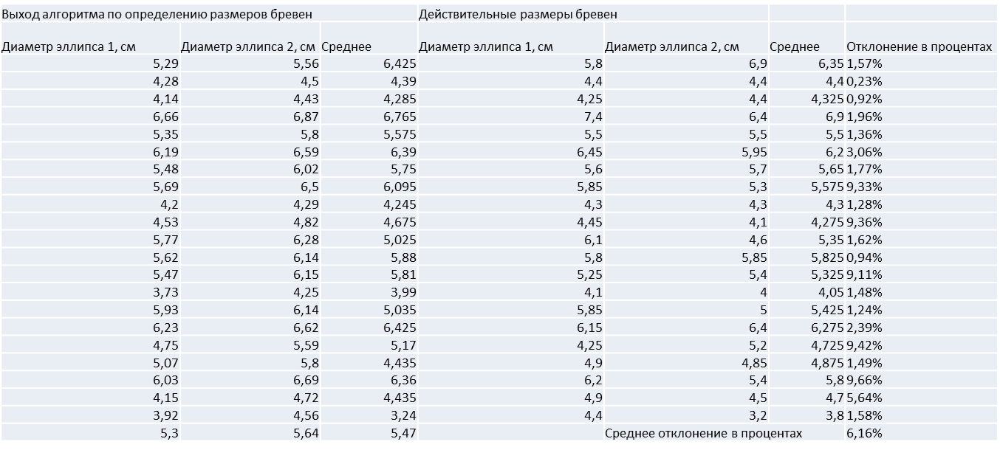 Выход алгоритма по определению размеров бревен Действительные размеры бревен
Диаметр эллипса 1, см Диаметр эллипса 2, см Среднее Диаметр эллипса 1, см Диаметр эллипса 2, см Среднее Отклонение в процентах
5,29 5,56 6,425 5,8 6,9 6,35 1,57%
4,28 4,5 4,39 4,4 4,4 4,4 0,23%
4,14 4,43 4,285 4,25 4,4 4,325 0,92%
6,66 6,87 6,765 7,4 6,4 6,9 1,96%
5,35 5,8 5,575 5,5 5,5 5,5 1,36%
6,19 6,59 6,39 6,45 5,95 6,2 3,06%
5,48 6,02 5,75 5,6 5,7 5,65 1,77%
5,69 6,5 6,095 5,85 5,3 5,575 9,33%
4,2 4,29 4,245 4,3 4,3 4,3 1,28%
4,53 4,82 4,675 4,45 4,1 4,275 9,36%
5,77 6,28 5,025 6,1 4,6 5,35 1,62%
5,62 6,14 5,88 5,8 5,85 5,825 0,94%
5,47 6,15 5,81 5,25 5,4 5,325 9,11%
3,73 4,25 3,99 4,1 4 4,05 1,48%
5,93 6,14 5,035 5,85 5 5,425 1,24%
6,23 6,62 6,425 6,15 6,4 6,275 2,39%
4,75 5,59 5,17 4,25 5,2 4,725 9,42%
5,07 5,8 4,435 4,9 4,85 4,875 1,49%
6,03 6,69 6,36 6,2 5,4 5,8 9,66%
4,15 4,72 4,435 4,9 4,5 4,7 5,64%
3,92 4,56 3,24 4,4 3,2 3,8 1,58%
5,3 5,64 5,47 Среднее отклонение в процентах 6,16%